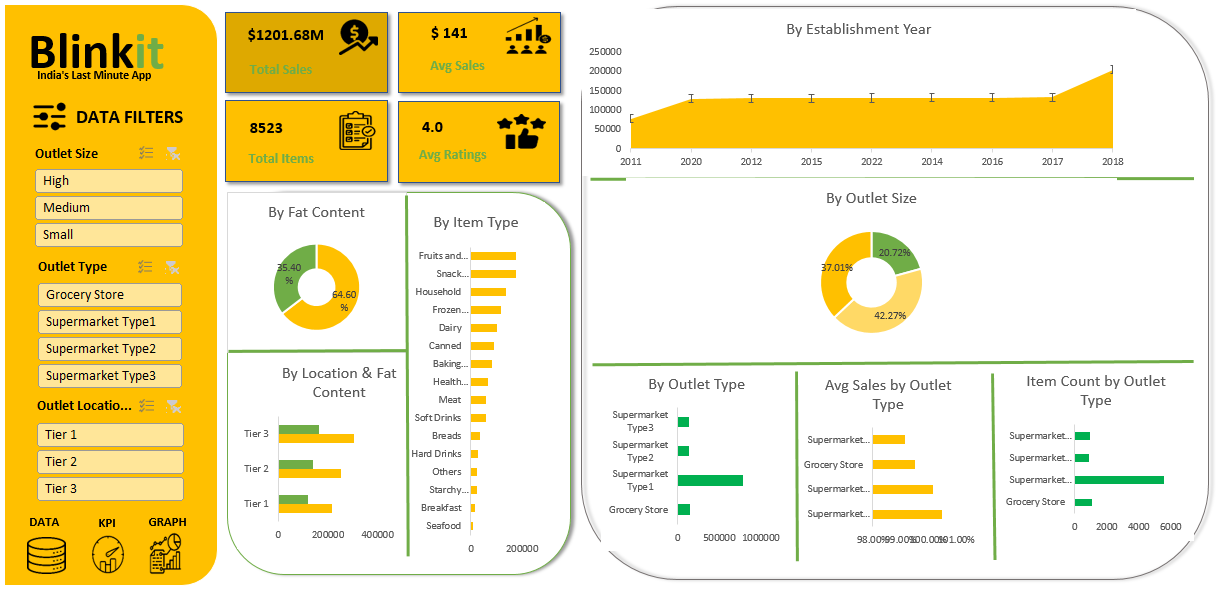 Blinkit
India's Last Minute App
DATA FILTERS
Outlet Size
High
Medium
Small
Outlet Type
Grocery Store
Supermarket Type1
Supermarket Type2
Supermarket Type3
Outlet Locatio...
Tier 1
Tier 2
Tier 3
DATA
KPI
GRAPH
$1201.68M
Total Sales
$ 141
Avg Sales
8523
Total Items
4.0
Avg Ratings
By Fat Content
35.40
%
64.60
%
By Location & Fat
Content
Tier 3
Tier 2
Tier 1
0
200000
400000
By Item Type
Fruits and...
Snack...
Household
Frozen...
Dairy
Canned
Baking...
Health...
Meat
Soft Drinks
Breads
Hard Drinks
Others
Starchy...
Breakfast
Seafood
0
200000
By Establishment Year
250000
200000
150000
100000
50000
0
2011
2020
2012
2015
2022
2014
2016
2017
2018
By Outlet Size
37.01%
20.72%
42.27%
By Outlet Type
Supermarket
Type3
Supermarket
Type2
Supermarket
Type1
Grocery Store
0
500000
1000000
Avg Sales by Outlet
Type
Supermarket...
Grocery Store
Supermarket...
Supermarket...
98.00%
99.00%
100.00%
101.00%
Item Count by Outlet
Type
Supermarket...
Supermarket...
Supermarket...
Grocery Store
0
2000
4000
6000